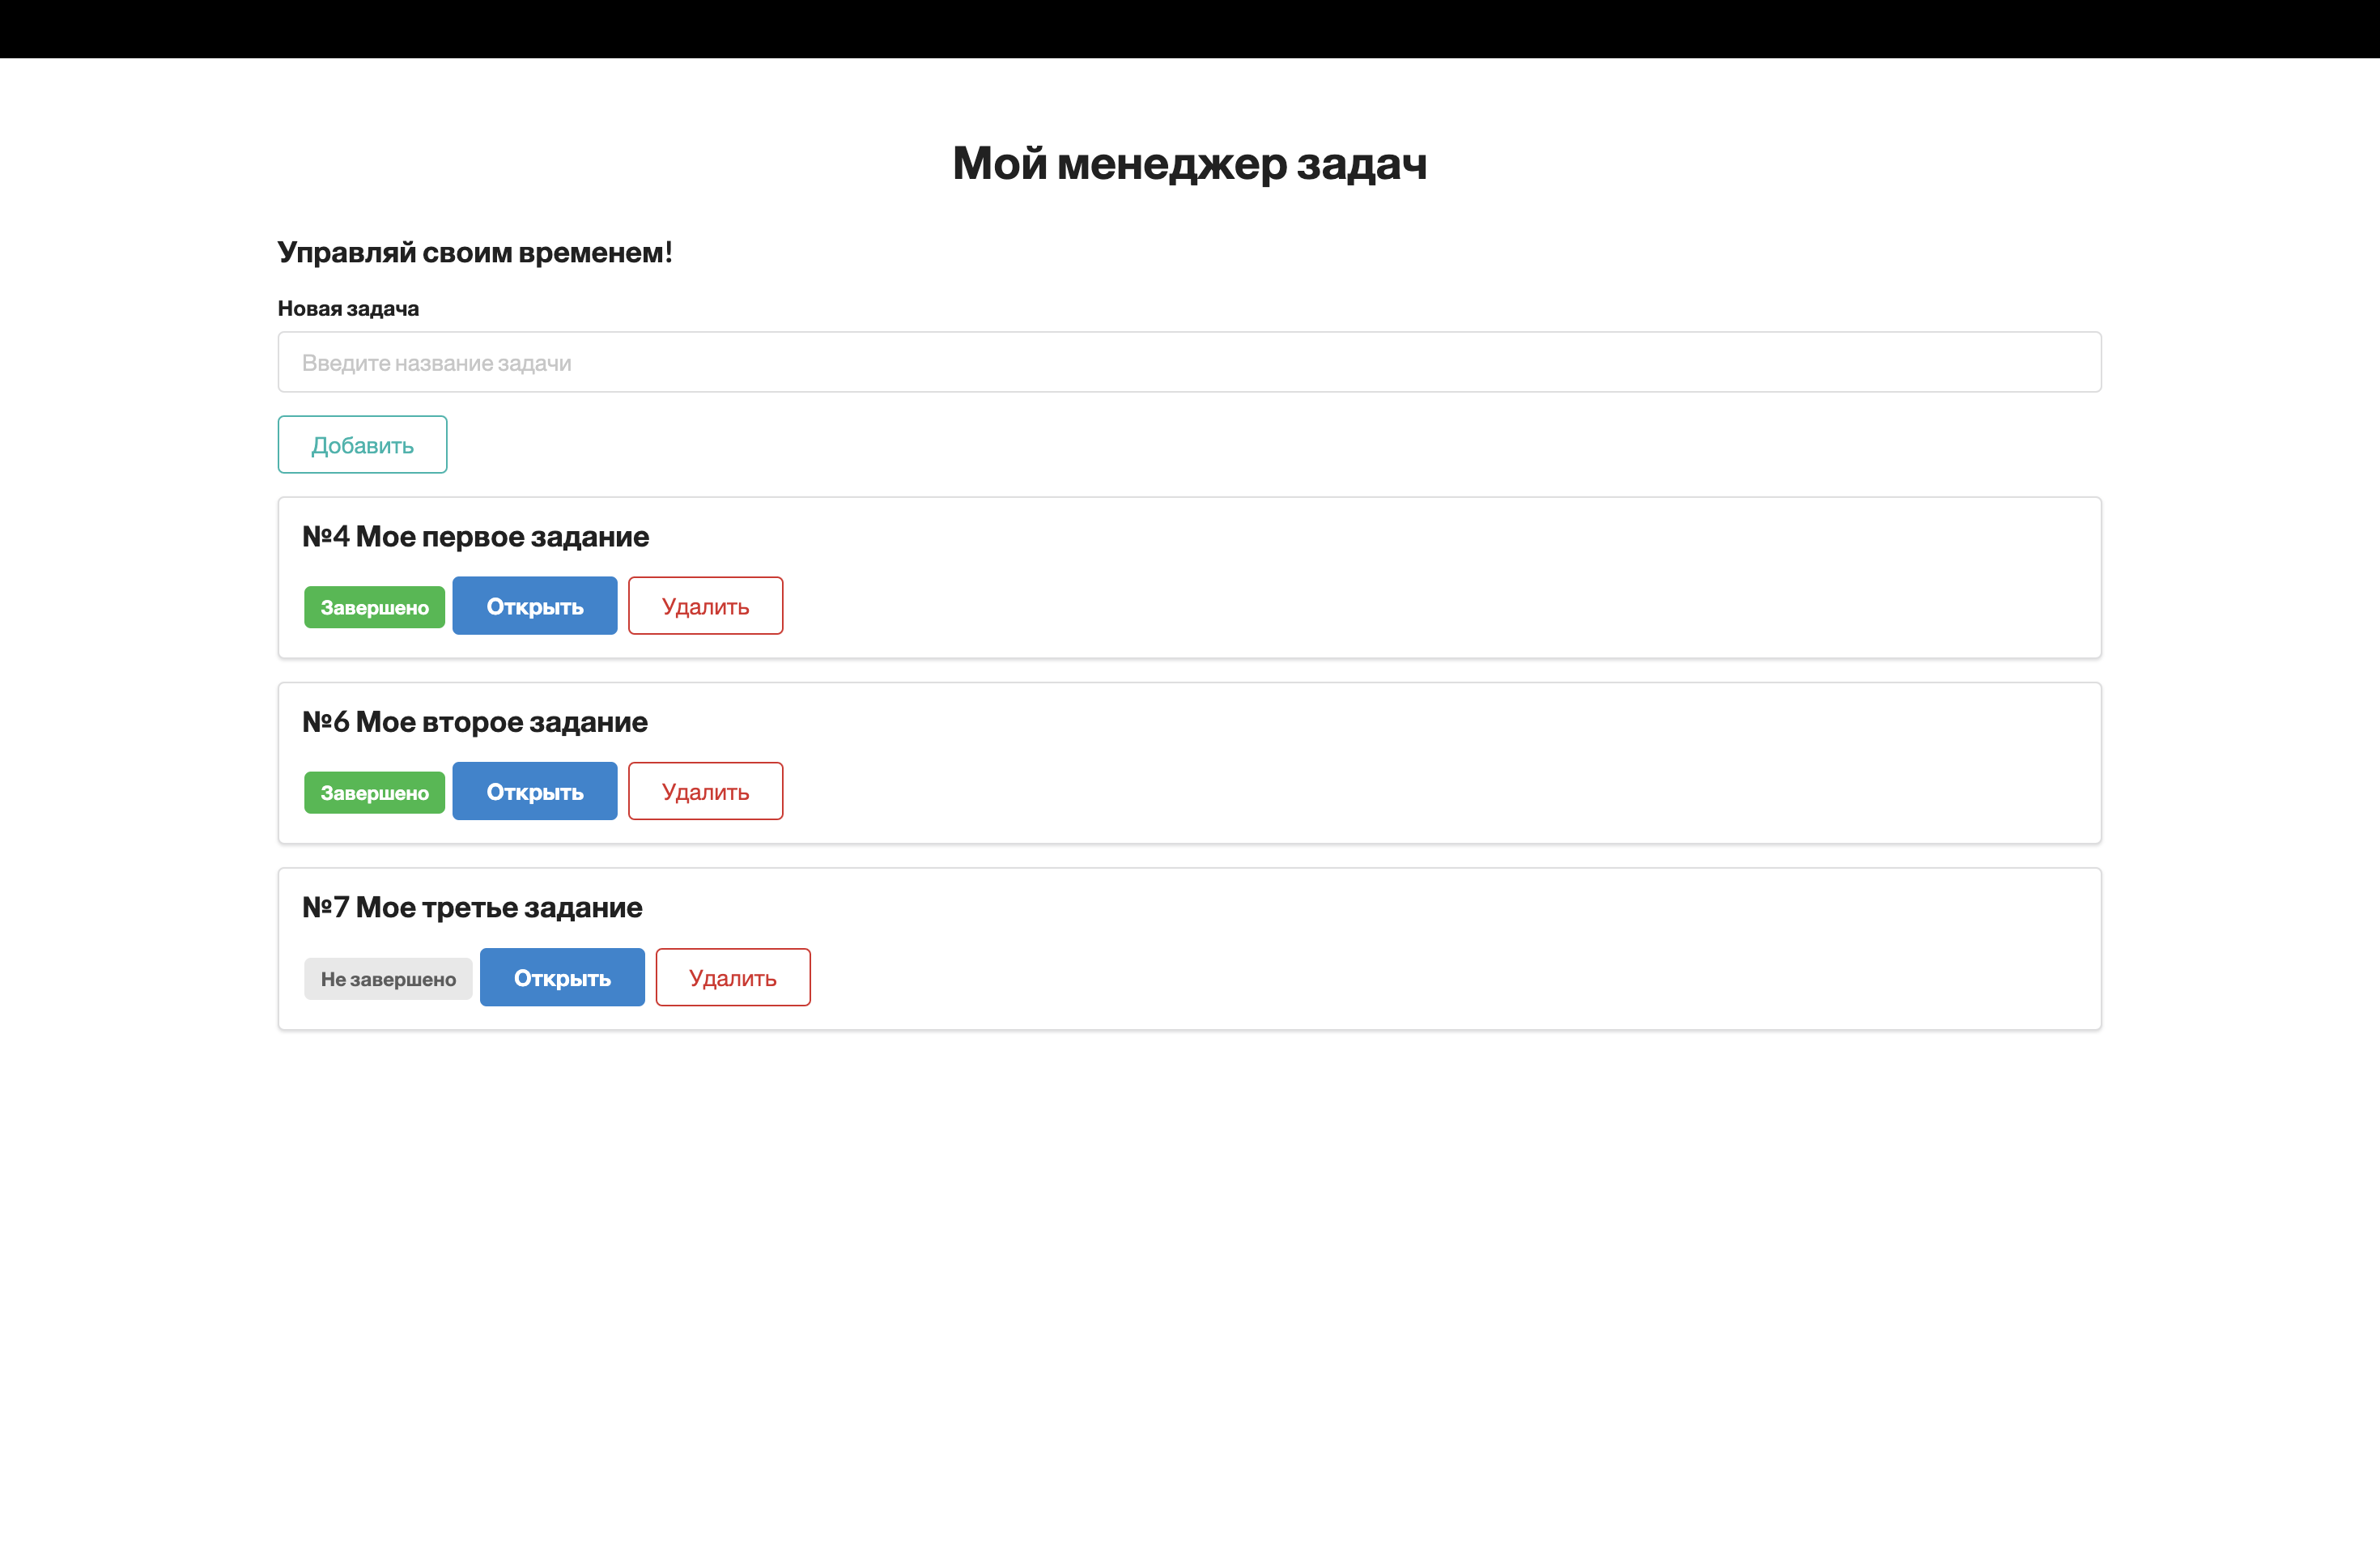 Мой менеджер задач
Управляй своим временем!
Новая задача
Введите название задачи
Добавить
№4 Мое первое задание
Завершено Открыть Удалить
№6 Мое второе задание
Завершено Открыть Удалить
№7 Мое третье задание
Не завершено Открыть Удалить